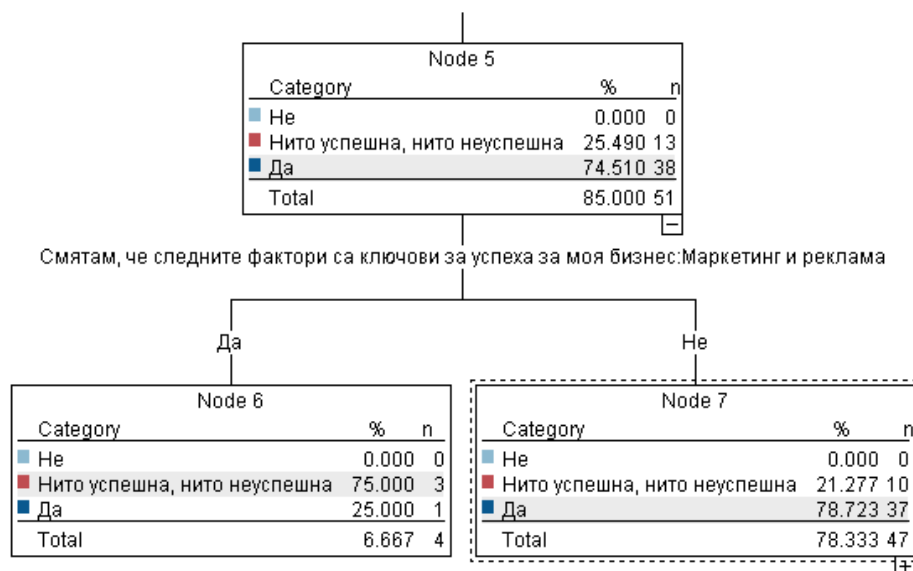 Node 5
Category % n
Не 0.000 0
Нито успешна, нито неуспешна 25.490 13
Да 74.510 38
Total 85.000 51
Смятам, че следните фактори са ключови за успеха за моя бизнес:Маркетинг и реклама
Да
Не
Node 6
Category % n
Не 0.000 0
Нито успешна, нито неуспешна 75.000 3
Да 25.000 1
Total 6.667 4
Node 7
Category % n
Не 0.000 0
Нито успешна, нито неуспешна 21.277 10
Да 78.723 37
Total 78.333 47